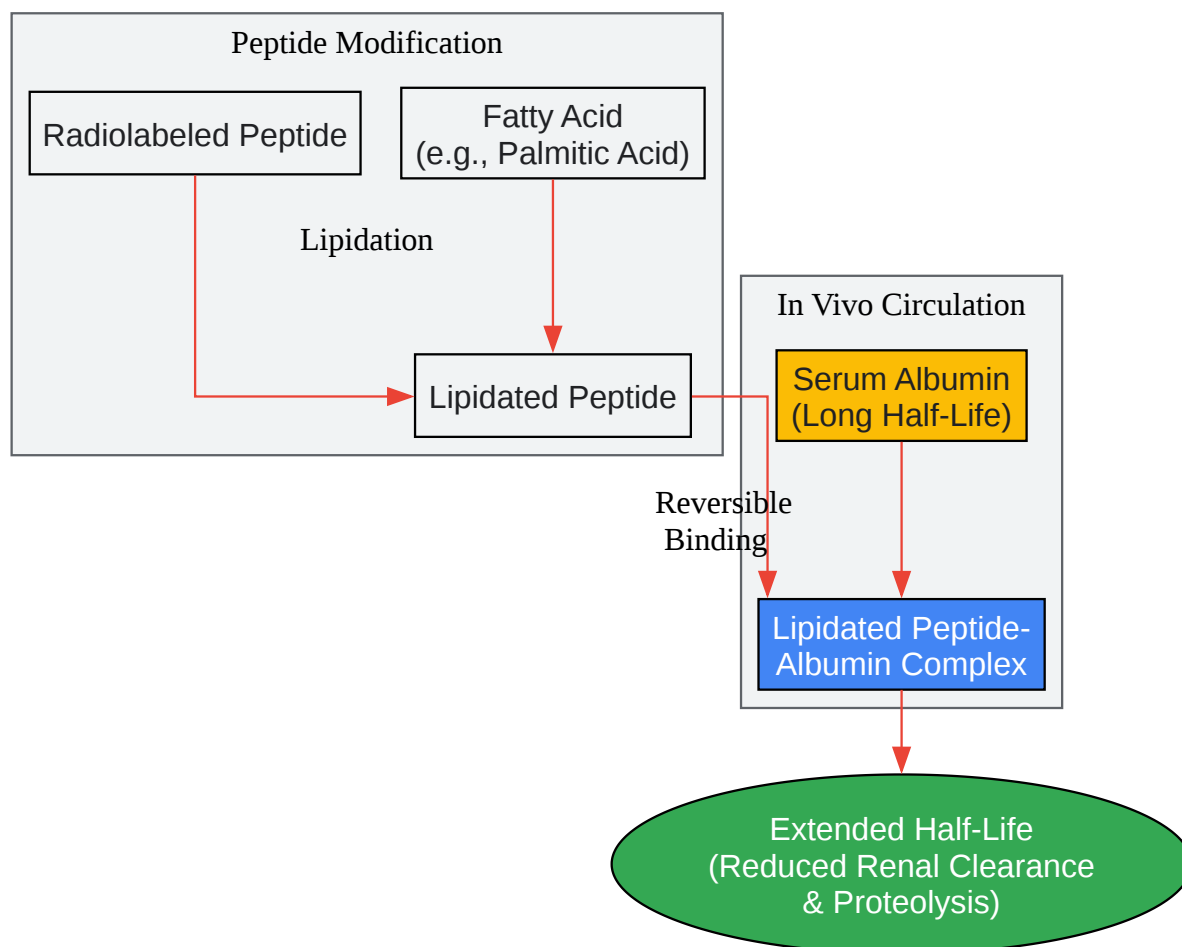 Peptide Modification
Radiolabeled Peptide
Fatty Acid
(e.g., Palmitic Acid)
Lipidation
Lipidated Peptide
In Vivo Circulation
Serum Albumin
(Long Half-Life)
Reversible
Binding
Lipidated Peptide-
Albumin Complex
Extended Half-Life
(Reduced Renal Clearance
& Proteolysis)